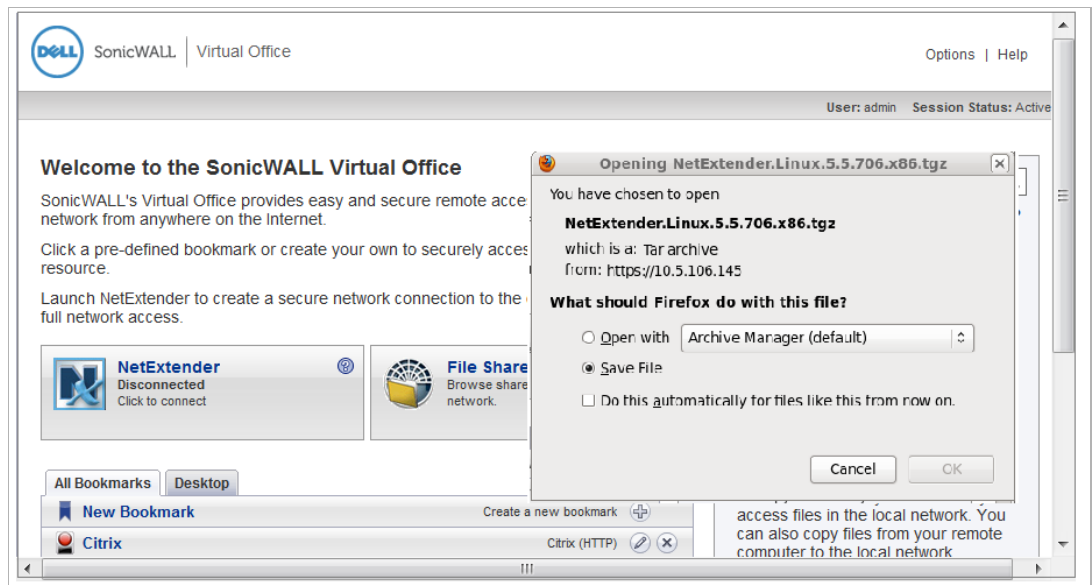 DELL SonicWALL Virtual Office
Options | Help
User: admin Session Status: Active
Welcome to the SonicWALL Virtual Office
SonicWALL's Virtual Office provides easy and secure remote acce
network from anywhere on the Internet.
Click a pre-defined bookmark or create your own to securely acces
resource.
Launch NetExtender to create a secure network connection to the
full network access.
NetExtender
Disconnected
Click to connect
File Share
Browse share
network.
All Bookmarks Desktop
New Bookmark Create a new bookmark
Citrix Citrix (HTTP)
Opening NetExtender.Linux.5.5.706.x86.tgz
You have chosen to open
NetExtender.Linux.5.5.706.x86.tgz
which is a: Tar archive
from: https://10.5.106.145
What should Firefox do with this file?
Open with Archive Manager (default)
Save File
Do this automatically for files like this from now on.
Cancel OK
access files in the local network. You
can also copy files from your remote
computer to the local network